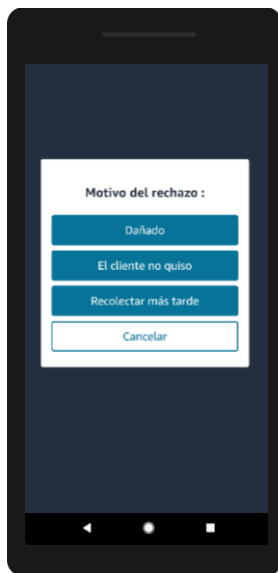 Motivo del rechazo :
Dañado
El cliente no quiso
Recolectar más tarde
Cancelar